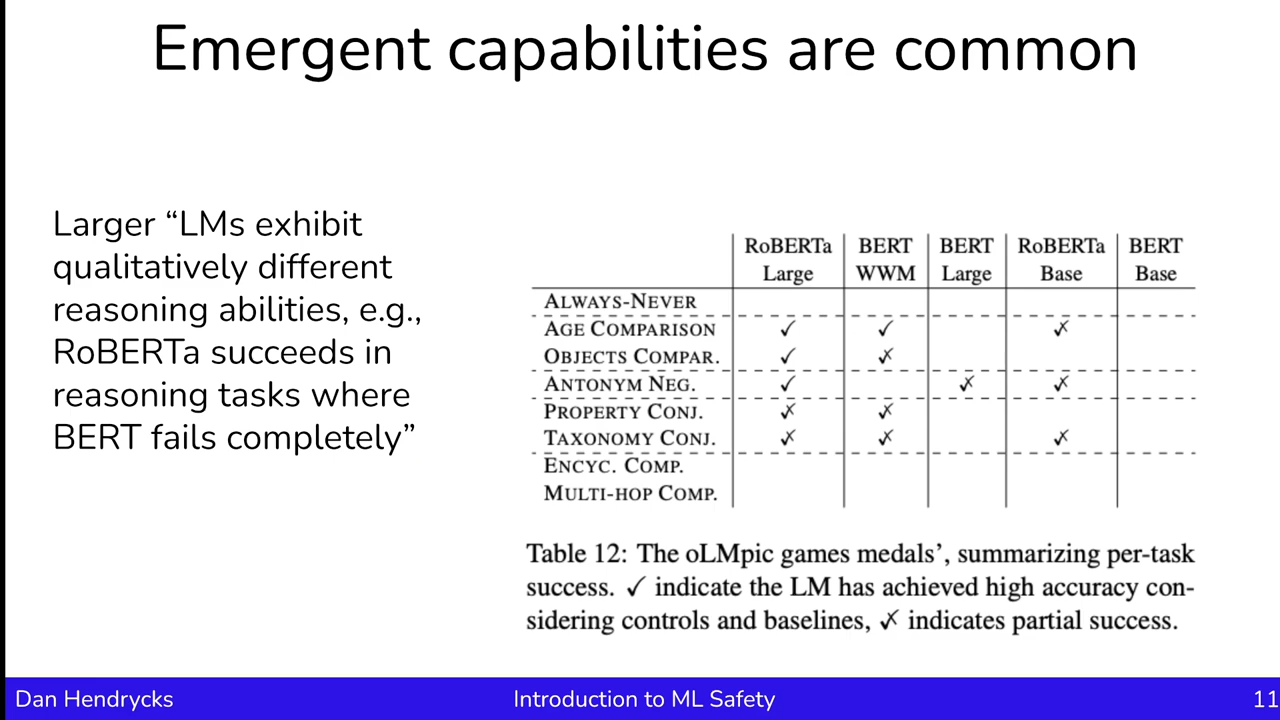 Emergent capabilities are common
Larger “LMs exhibit
qualitatively different
reasoning abilities, e.g.,
RoBERTa succeeds in
reasoning tasks where
BERT fails completely”
RoBERTa Large BERT WWM BERT Large RoBERTa Base BERT Base
ALWAYS-NEVER
AGE COMPARISON ✓ ✓ ✗
OBJECTS COMPAR. ✓ ✗
ANTONYM NEG. ✓ ✗ ✗
PROPERTY CONJ. ✗ ✗
TAXONOMY CONJ. ✗ ✗ ✗
ENCYC. COMP.
MULTI-HOP COMP.
Table 12: The oLMpic games medals’, summarizing per-task
success. ✓ indicate the LM has achieved high accuracy con-
sidering controls and baselines, ✗ indicates partial success.
Dan Hendrycks Introduction to ML Safety 11